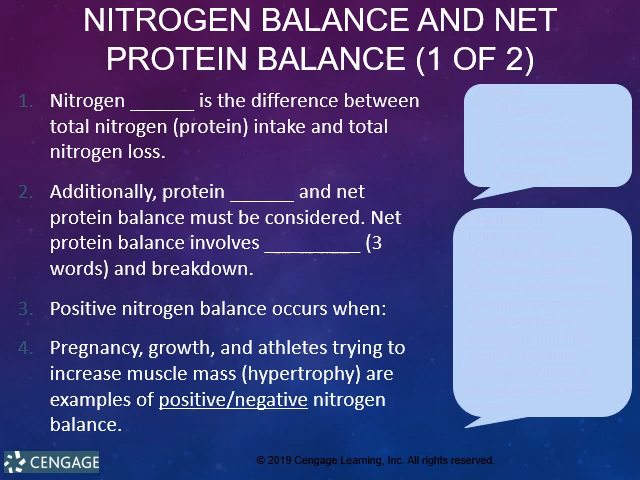 NITROGEN BALANCE AND NET
PROTEIN BALANCE (1 OF 2)
1. Nitrogen ______ is the difference between
total nitrogen (protein) intake and total
nitrogen loss.
2. Additionally, protein ______ and net
protein balance must be considered. Net
protein balance involves _________ (3
words) and breakdown.
3. Positive nitrogen balance occurs when:
4. Pregnancy, growth, and athletes trying to
increase muscle mass (hypertrophy) are
examples of positive/negative nitrogen
balance.
CENGAGE
© 2019 Cengage Learning, Inc. All rights reserved.